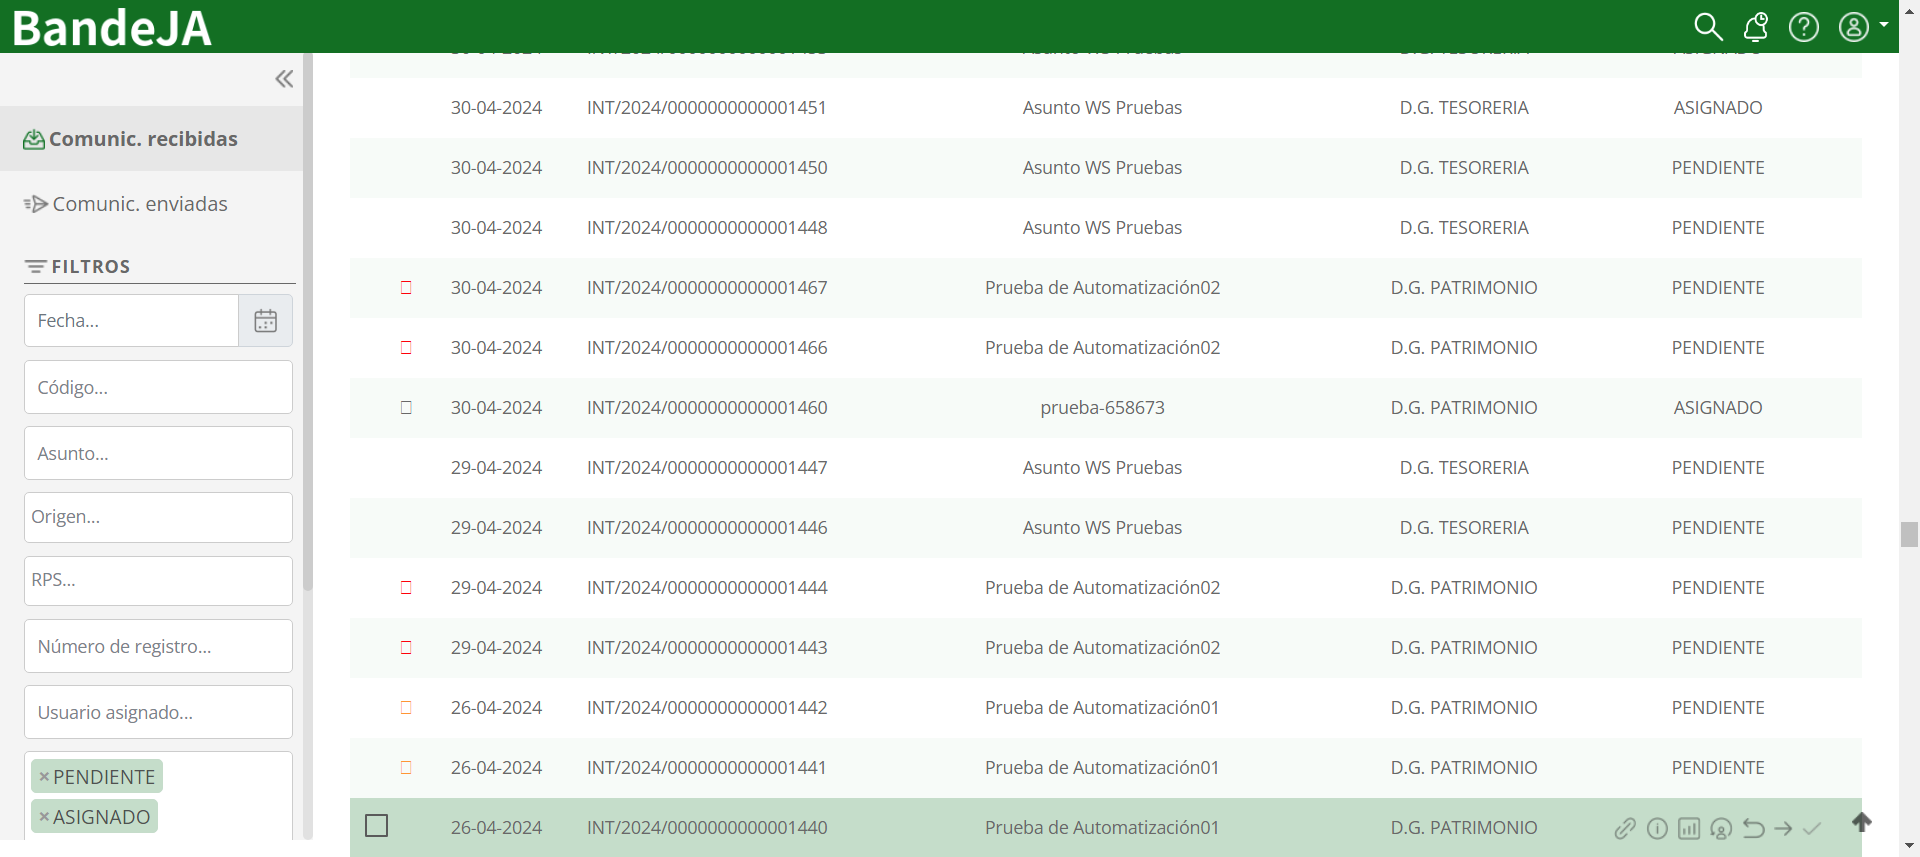 BandeJA
Comunic. recibidas
Comunic. enviadas
FILTROS
Fecha...
Código...
Asunto...
Origen...
RPS...
Número de registro...
Usuario asignado...
× PENDIENTE
× ASIGNADO
30-04-2024 INT/2024/0000000000001451 Asunto WS Pruebas D.G. TESORERIA ASIGNADO
30-04-2024 INT/2024/0000000000001450 Asunto WS Pruebas D.G. TESORERIA PENDIENTE
30-04-2024 INT/2024/0000000000001448 Asunto WS Pruebas D.G. TESORERIA PENDIENTE
30-04-2024 INT/2024/0000000000001467 Prueba de Automatización02 D.G. PATRIMONIO PENDIENTE
30-04-2024 INT/2024/0000000000001466 Prueba de Automatización02 D.G. PATRIMONIO PENDIENTE
30-04-2024 INT/2024/0000000000001460 prueba-658673 D.G. PATRIMONIO ASIGNADO
29-04-2024 INT/2024/0000000000001447 Asunto WS Pruebas D.G. TESORERIA PENDIENTE
29-04-2024 INT/2024/0000000000001446 Asunto WS Pruebas D.G. TESORERIA PENDIENTE
29-04-2024 INT/2024/0000000000001444 Prueba de Automatización02 D.G. PATRIMONIO PENDIENTE
29-04-2024 INT/2024/0000000000001443 Prueba de Automatización02 D.G. PATRIMONIO PENDIENTE
26-04-2024 INT/2024/0000000000001442 Prueba de Automatización01 D.G. PATRIMONIO PENDIENTE
26-04-2024 INT/2024/0000000000001441 Prueba de Automatización01 D.G. PATRIMONIO PENDIENTE
26-04-2024 INT/2024/0000000000001440 Prueba de Automatización01 D.G. PATRIMONIO